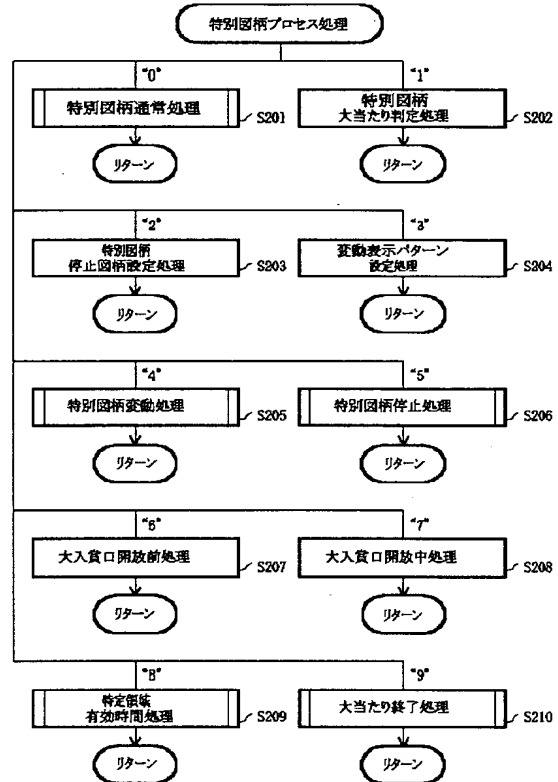 特別図柄プロセス処理
"0"
"1"
特別図柄通常処理
S201
特別図柄
大当たり判定処理
S202
リターン
リターン
"2"
"3"
特別図柄
停止図柄設定処理
S203
変動表示パターン
設定処理
S204
リターン
リターン
"4"
"5"
特別図柄変動処理
S205
特別図柄停止処理
S206
リターン
リターン
"6"
"7"
大入賞口開放前処理
S207
大入賞口開放中処理
S208
リターン
リターン
"8"
"9"
特定領域
有効時間処理
S209
大当たり終了処理
S210
リターン
リターン